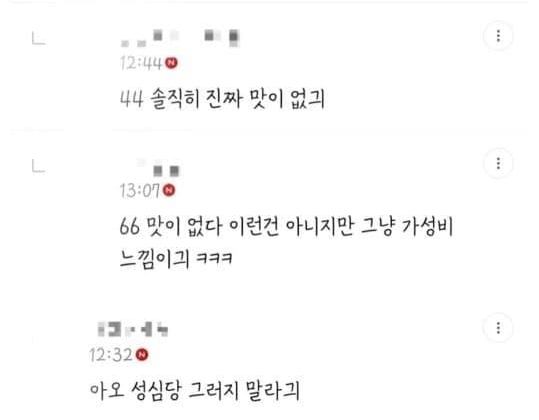 12:44 N
44 솔직히 진짜 맛이 없긔
13:07 N
66 맛이 없다 이런건 아니지만 그냥 가성비
느낌이긔 ㅋㅋㅋ
12:32 N
아오 성심당 그러지 말라긔